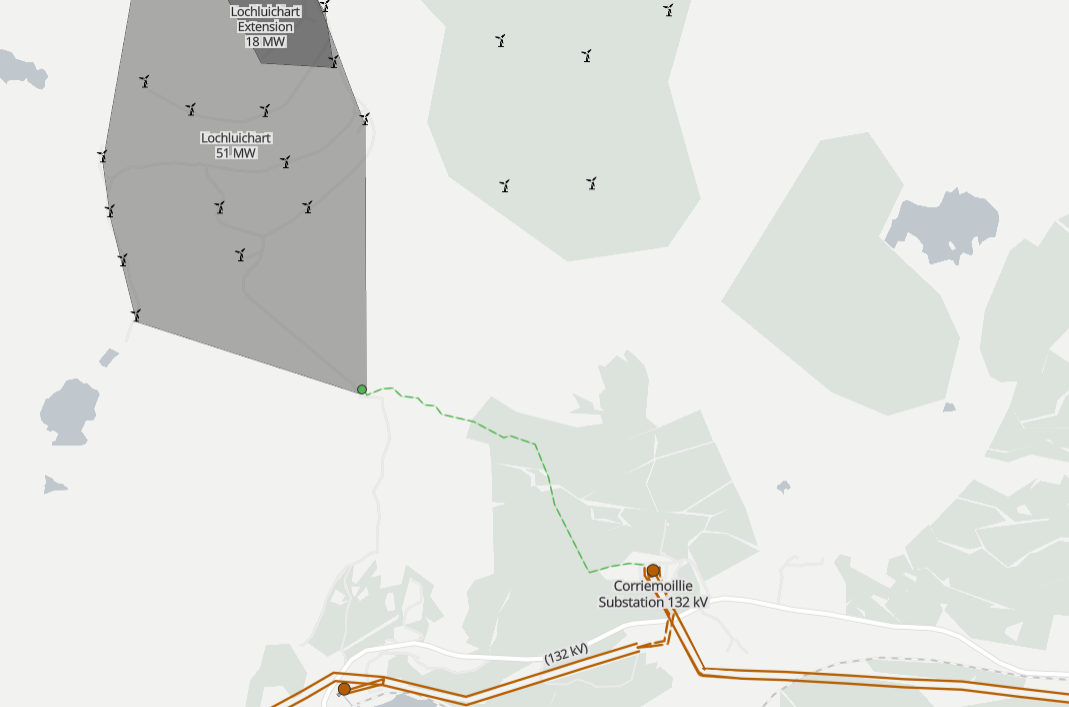 Lochluichart
Extension
18 MW
Lochluichart
51 MW
Corriemoillie
Substation 132 kV
(132 kV)